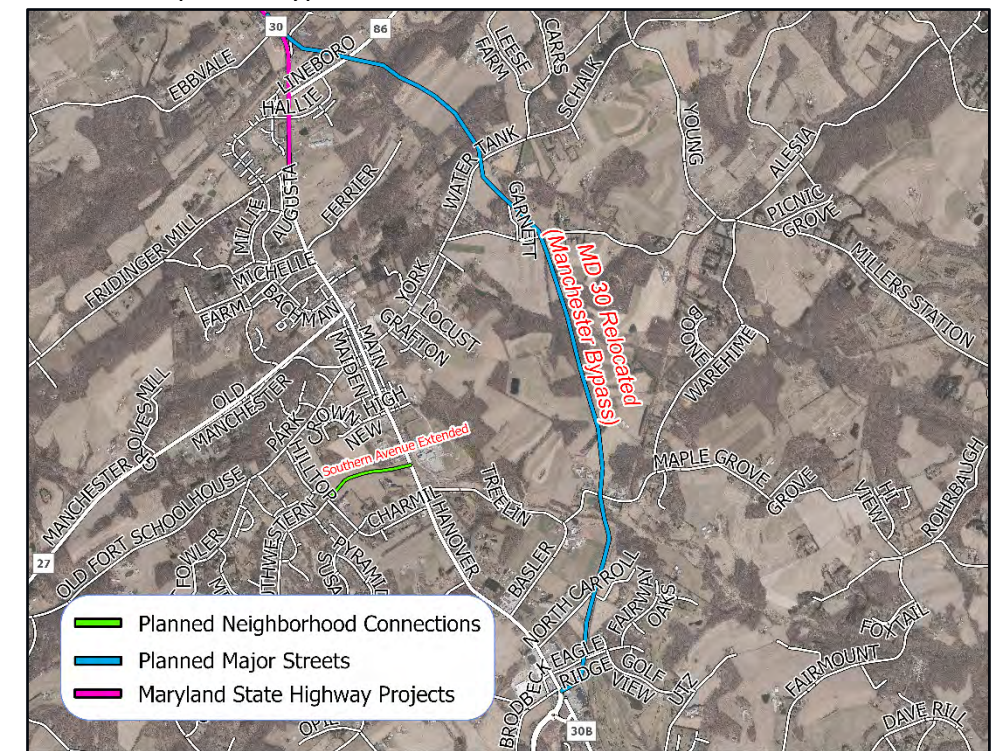 30
86
EBBVALE
LINEBORO
HALLIE
LEESE
FARM
CARRS
SCHALK
YOUNG
ALESIA
WATER TANK
GARNETT
PICNIC
GROVE
MILLERS STATION
AUGUSTA
FERRIER
MILLIE
FRIDINGER MILL
MICHELLE
FARM
BACHMAN
YORK
LOCUST
GRAFTON
MAIN
MAIDEN
MD 30 Relocated
(Manchester Bypass)
BOONE
WAREHIME
OLD
MANCHESTER
GROVES MILL
MANCHESTER
PARK
CROWN
HIGH
NEW
HILLTOP
Southern Avenue Extended
OLD FORT SCHOOLHOUSE
CHARMIL
HANOVER
TREELIN
MAPLE GROVE
GROVE
VIEW
ROHRBAUGH
27
FOWLER
PYRAMID
BASLER
NORTH CARROLL
FAIRWAY
OAKS
FOXTAIL
FAIRMOUNT
EAGLE
RIDGE
GOLF
VIEW
UTZ
BRODBECK
30B
DAVE RILL
Planned Neighborhood Connections
Planned Major Streets
Maryland State Highway Projects